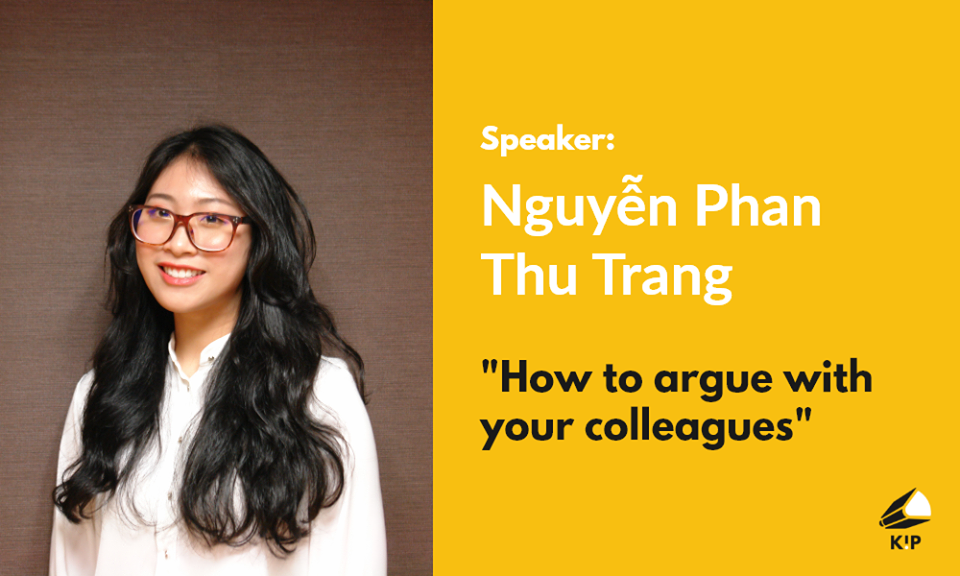 Speaker:
Nguyễn Phan
Thu Trang
"How to argue with
your colleagues"
K!P